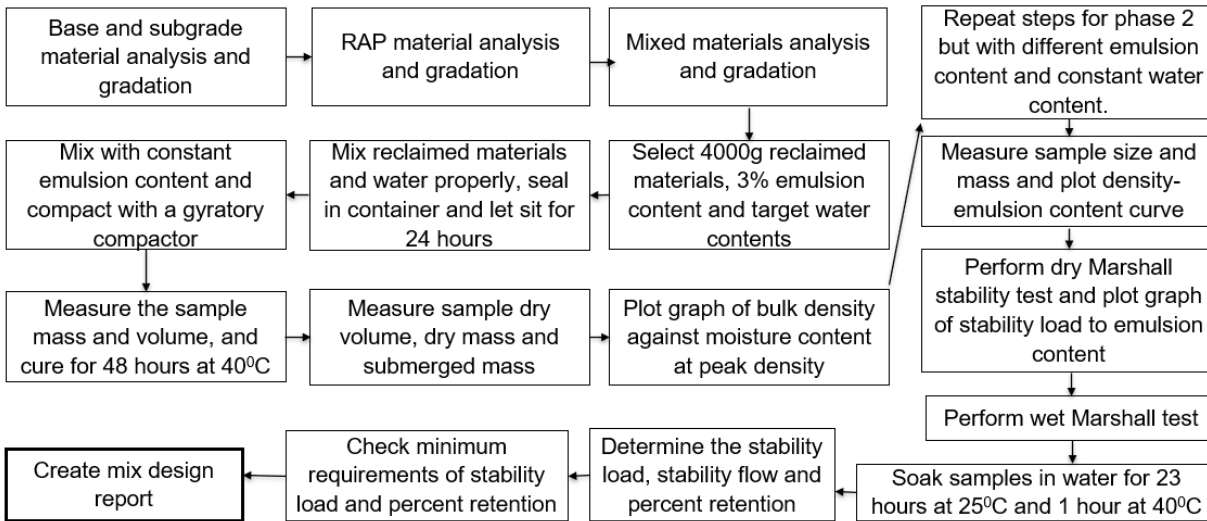 Base and subgrade
material analysis and
gradation
RAP material analysis
and gradation
Mixed materials analysis
and gradation
Select 4000g reclaimed
materials, 3% emulsion
content and target water
contents
Mix reclaimed materials
and water properly, seal
in container and let sit for
24 hours
Mix with constant
emulsion content and
compact with a gyratory
compactor
Measure the sample
mass and volume, and
cure for 48 hours at 40⁰C
Measure sample dry
volume, dry mass and
submerged mass
Plot graph of bulk density
against moisture content
at peak density
Repeat steps for phase 2
but with different emulsion
content and constant water
content.
Measure sample size and
mass and plot density-
emulsion content curve
Perform dry Marshall
stability test and plot graph
of stability load to emulsion
content
Perform wet Marshall test
Soak samples in water for 23
hours at 25⁰C and 1 hour at 40⁰C
Determine the stability
load, stability flow and
percent retention
Check minimum
requirements of stability
load and percent retention
Create mix design
report